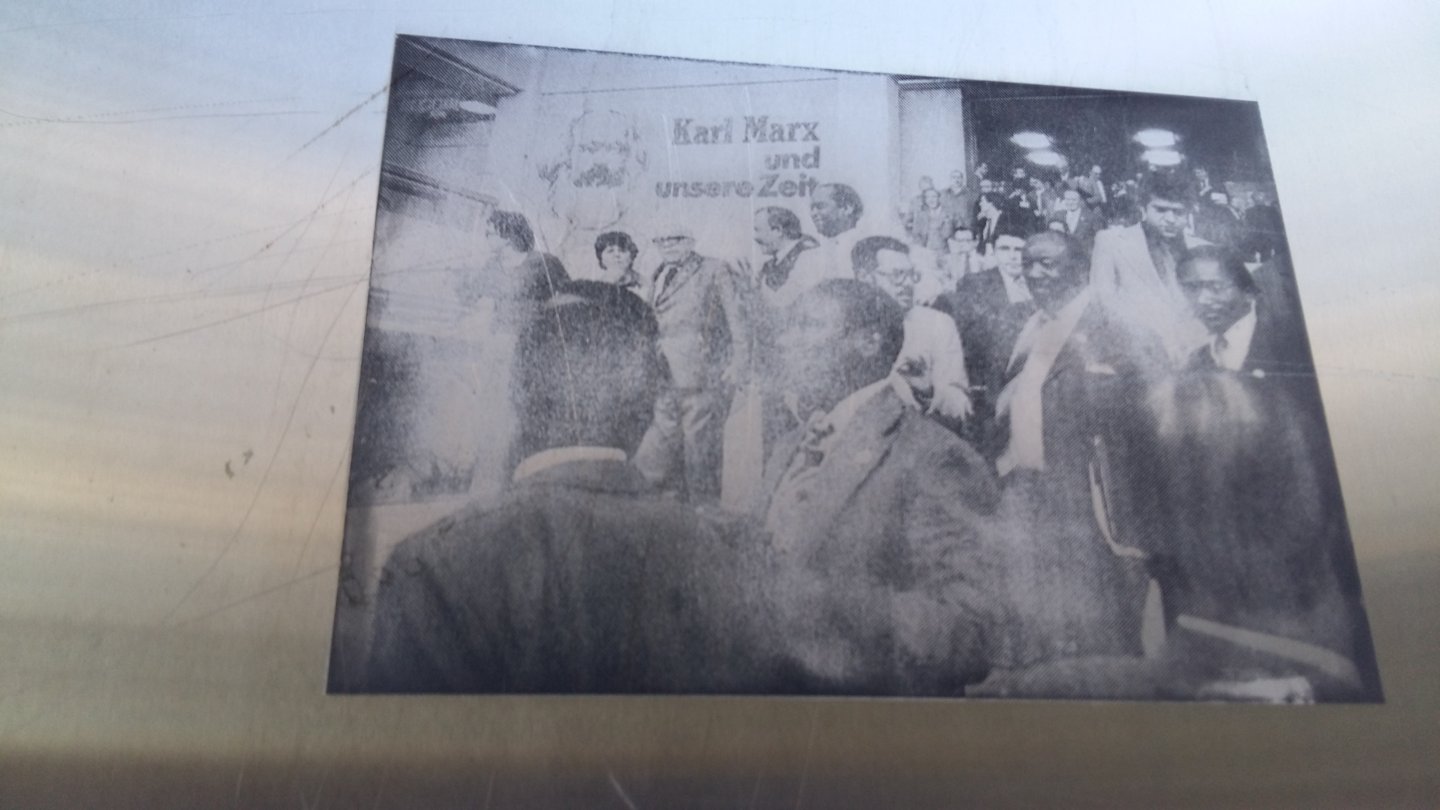 Karl Marx
und
unsere Zeit